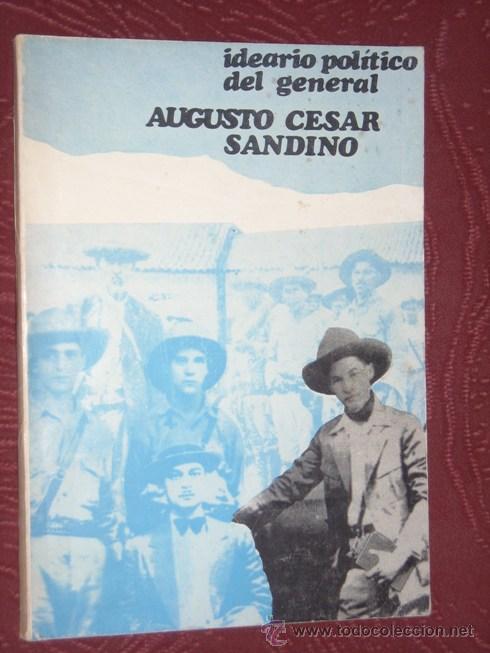 ideario político
del general
AUGUSTO CESAR
SANDINO
© www.todocoleccion.net